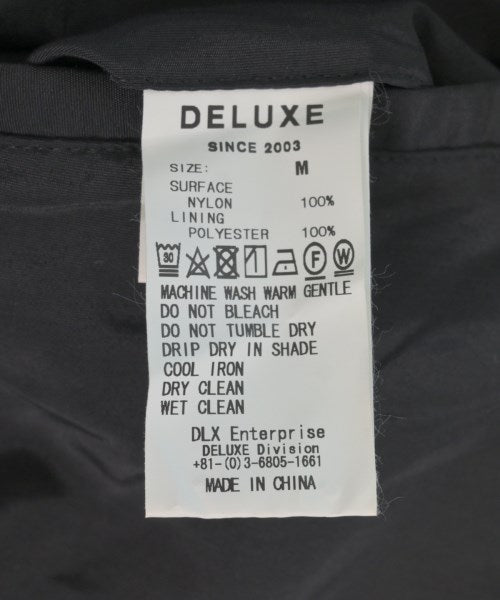 DELUXE
SINCE 2003
SIZE: M
SURFACE
NYLON 100%
LINING
POLYESTER 100%
30 F W
MACHINE WASH WARM GENTLE
DO NOT BLEACH
DO NOT TUMBLE DRY
DRIP DRY IN SHADE
COOL IRON
DRY CLEAN
WET CLEAN
DLX Enterprise
DELUXE Division
+81-(0)3-6805-1661
MADE IN CHINA